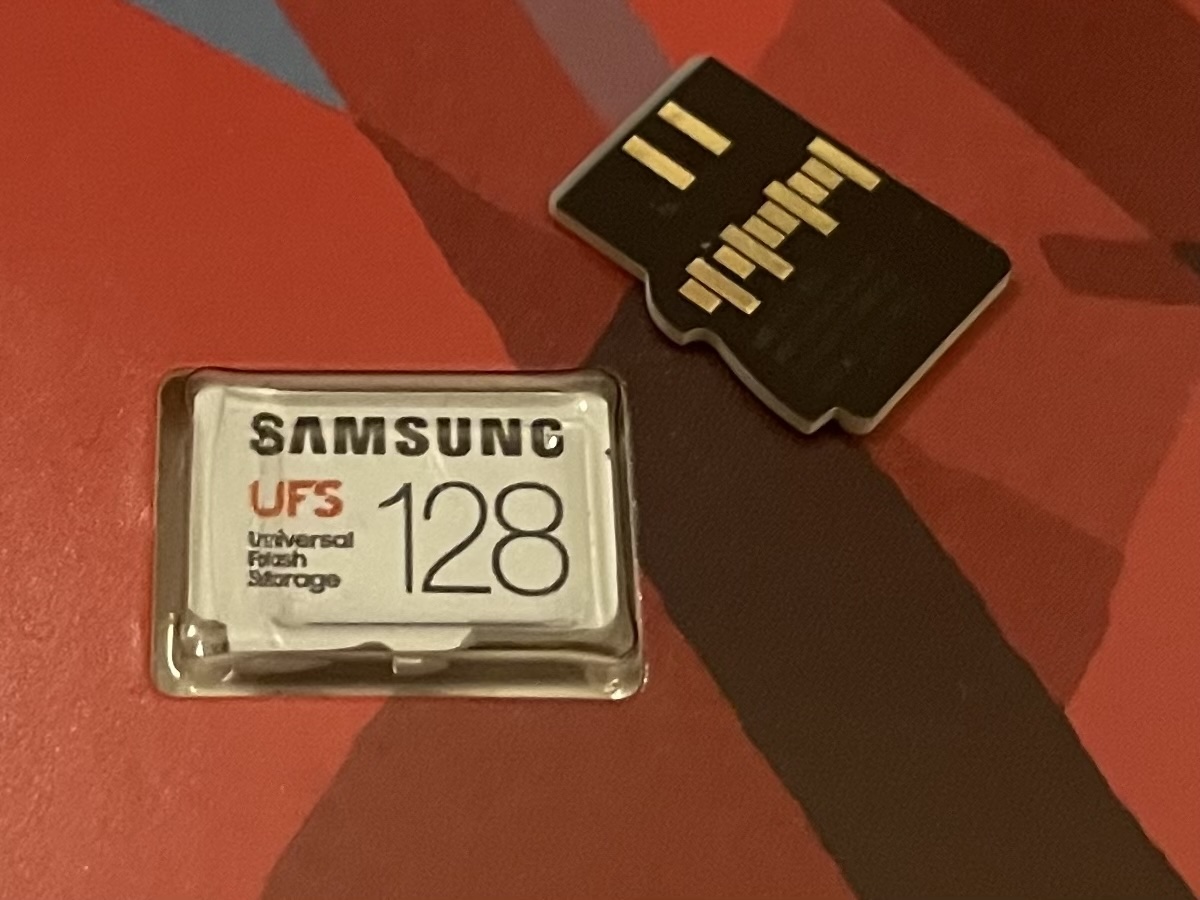 SAMSUNG
UFS 128
Universal
Flash
Storage